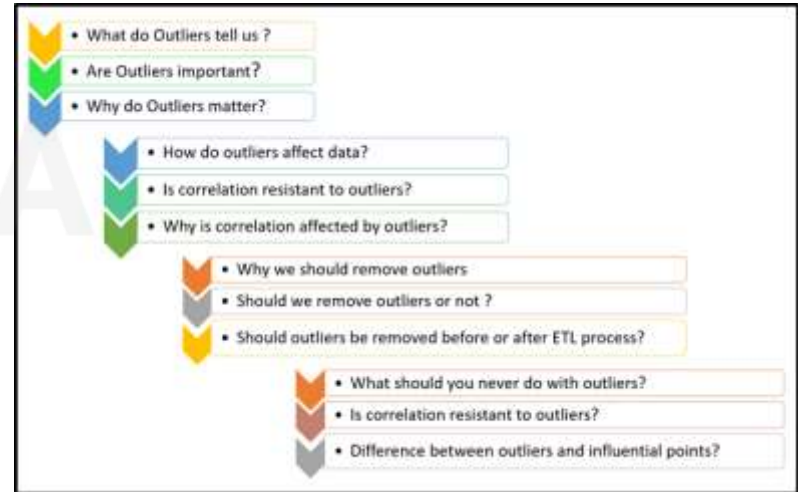 • What do Outliers tell us ?
• Are Outliers important?
• Why do Outliers matter?
• How do outliers affect data?
• Is correlation resistant to outliers?
• Why is correlation affected by outliers?
• Why we should remove outliers
• Should we remove outliers or not ?
• Should outliers be removed before or after ETL process?
• What should you never do with outliers?
• Is correlation resistant to outliers?
• Difference between outliers and influential points?